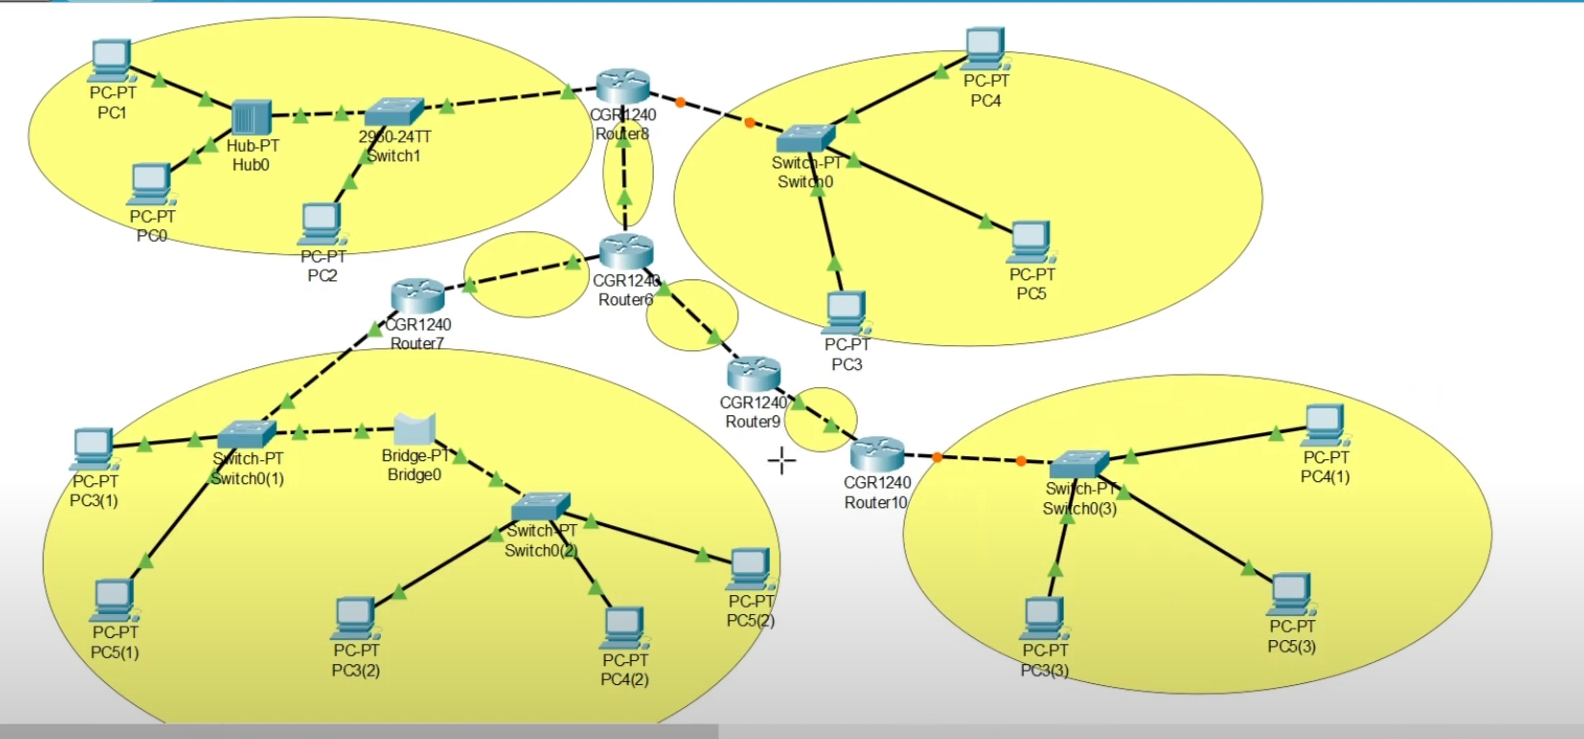 PC-PT
PC1
Hub-PT
Hub0
2960-24TT
Switch1
PC-PT
PC0
PC-PT
PC2
CGR1240
Router8
PC-PT
PC4
Switch-PT
Switch0
PC-PT
PC5
PC-PT
PC3
CGR1240
Router6
CGR1240
Router7
CGR1240
Router9
CGR1240
Router10
PC-PT
PC3(1)
Switch-PT
Switch0(1)
Bridge-PT
Bridge0
Switch-PT
Switch0(2)
PC-PT
PC5(1)
PC-PT
PC3(2)
PC-PT
PC4(2)
PC-PT
PC5(2)
Switch-PT
Switch0(3)
PC-PT
PC4(1)
PC-PT
PC3(3)
PC-PT
PC5(3)